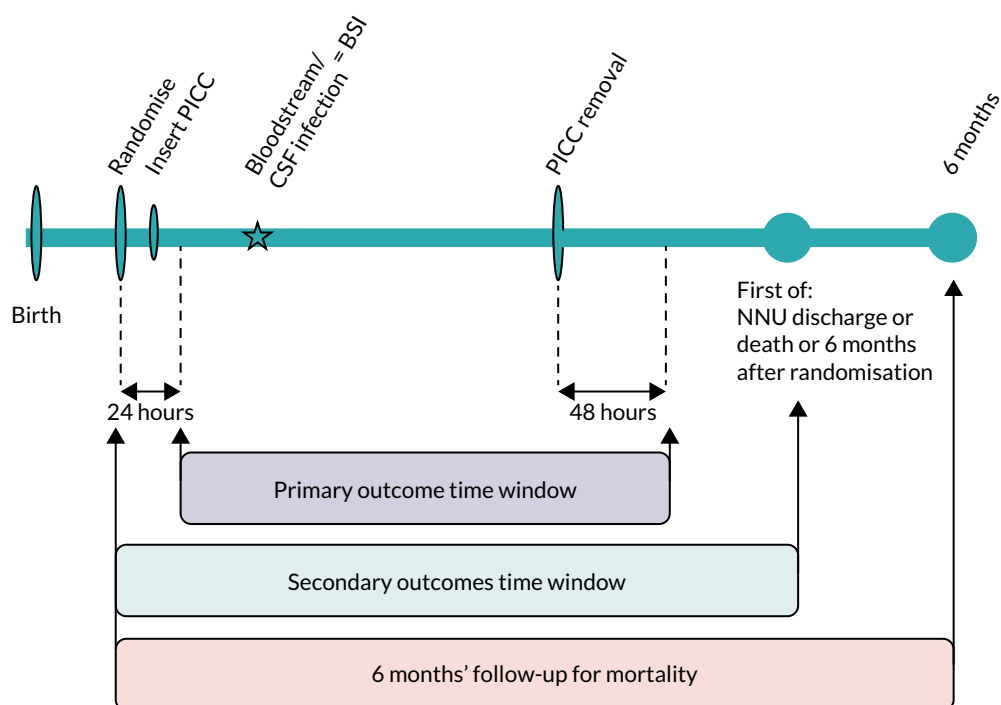 Randomise
Insert PICC
Bloodstream/
CSF infection = BSI
PICC removal
6 months
Birth
First of:
NNU discharge or
death or 6 months
after randomisation
24 hours
48 hours
Primary outcome time window
Secondary outcomes time window
6 months’ follow-up for mortality